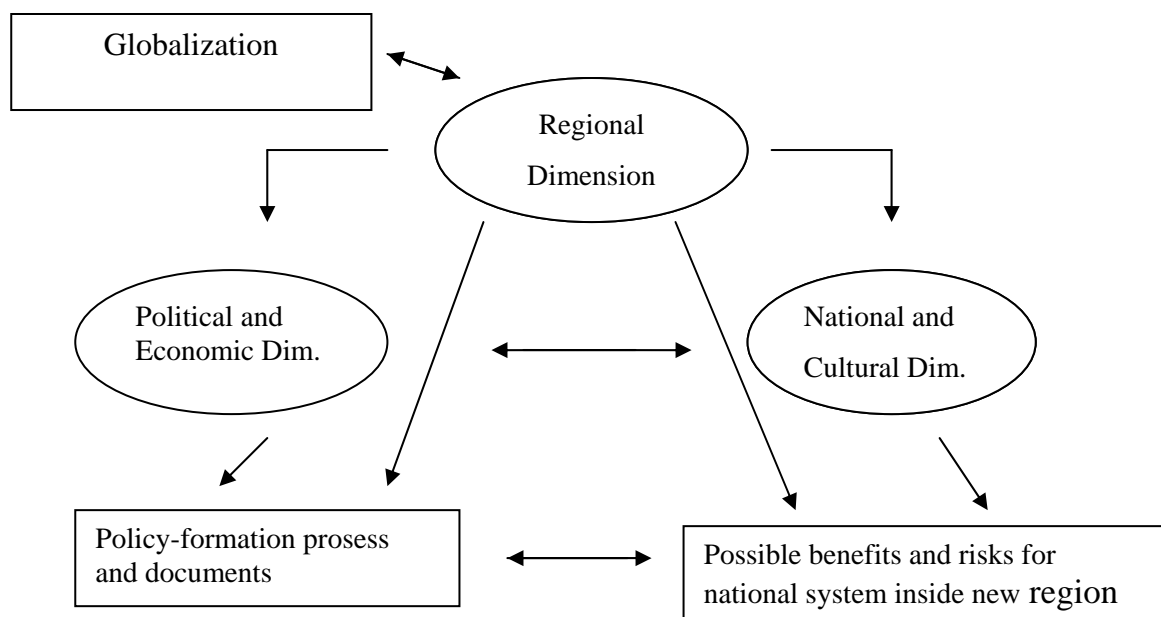 Globalization
Regional
Dimension
Political and
Economic Dim.
National and
Cultural Dim.
Policy-formation prosess
and documents
Possible benefits and risks for
national system inside new region